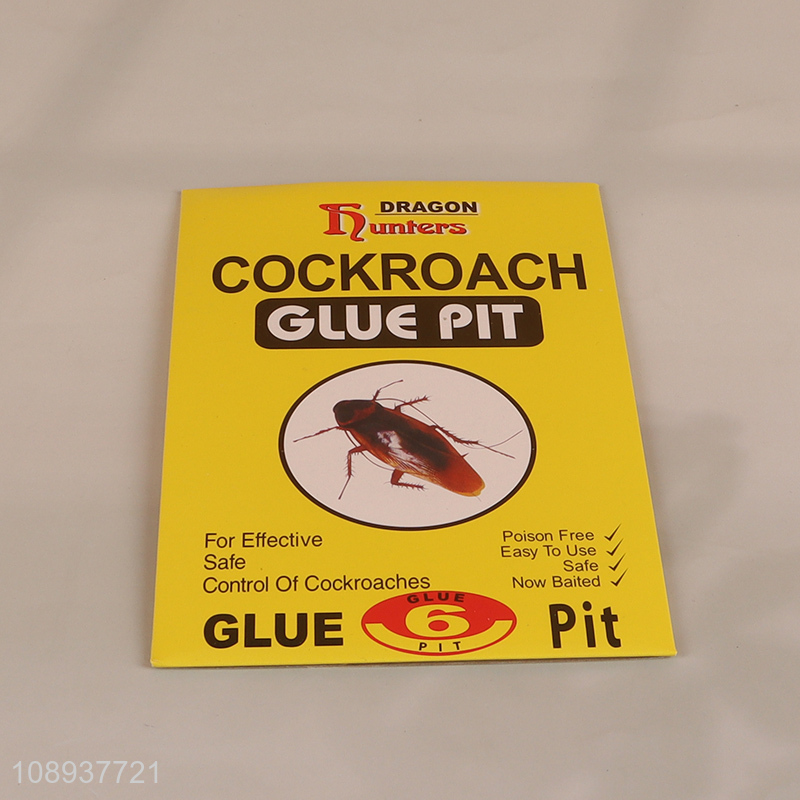 DRAGON
Hunters
COCKROACH
GLUE PIT
For Effective
Safe
Control Of Cockroaches
Poison Free ✓
Easy To Use ✓
Safe ✓
Now Baited ✓
GLUE
GLUE
6
PIT
Pit
108937721